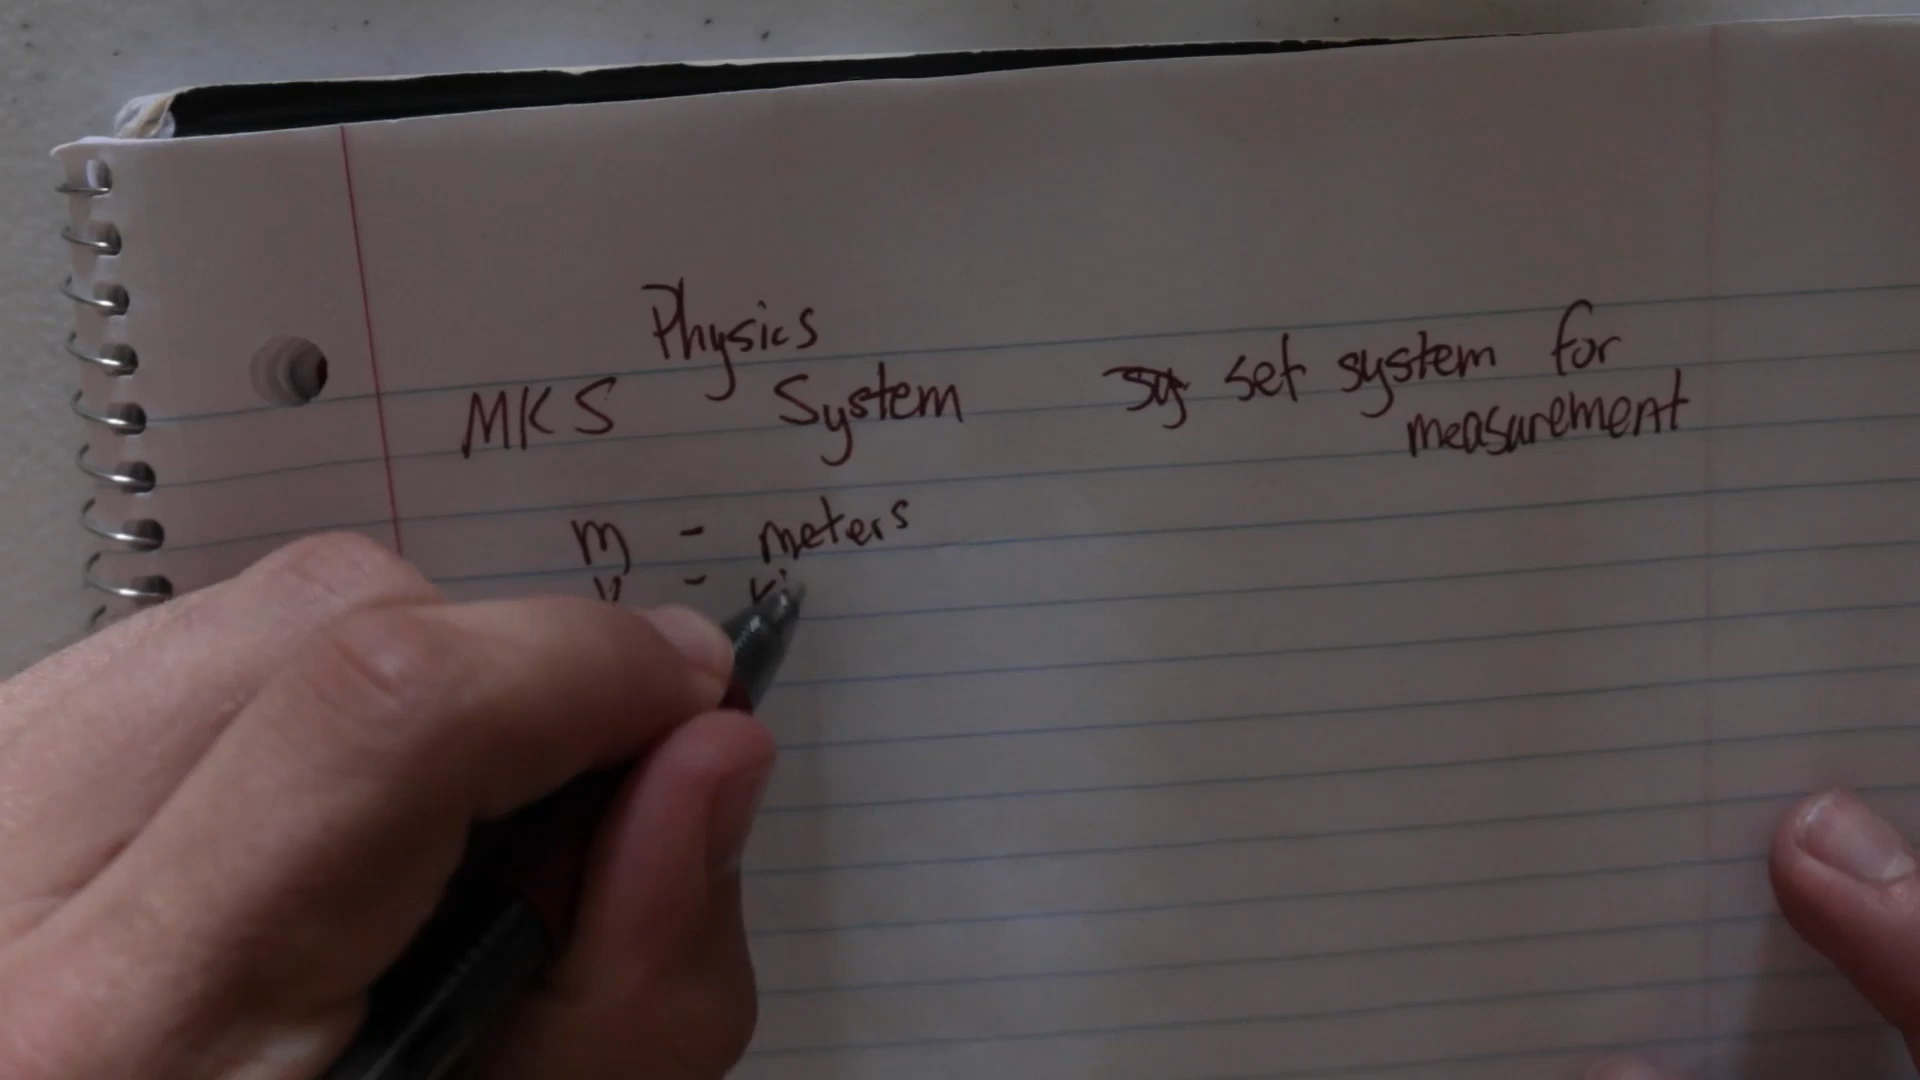 Physics
MKS System
set system for
measurement
m - meters